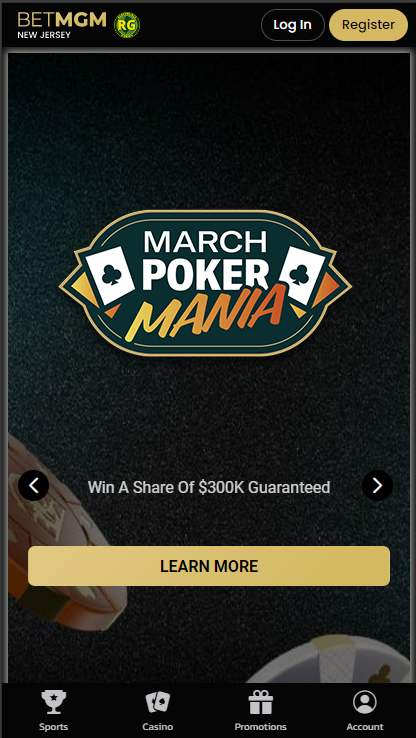 BETMGM
NEW JERSEY
RG
Log In
Register
MARCH
POKER
MANIA
Win A Share Of $300K Guaranteed
LEARN MORE
Sports
Casino
Promotions
Account